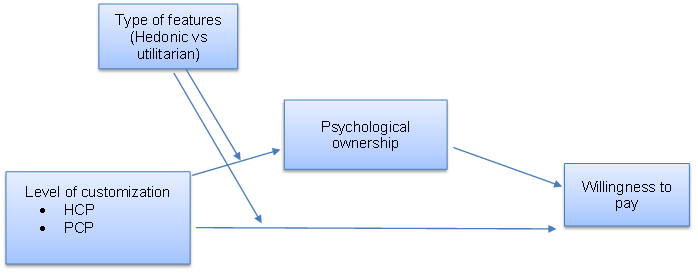 Type of features
(Hedonic vs
utilitarian)
Psychological
ownership
Level of customization
• HCP
• PCP
Willingness to
pay